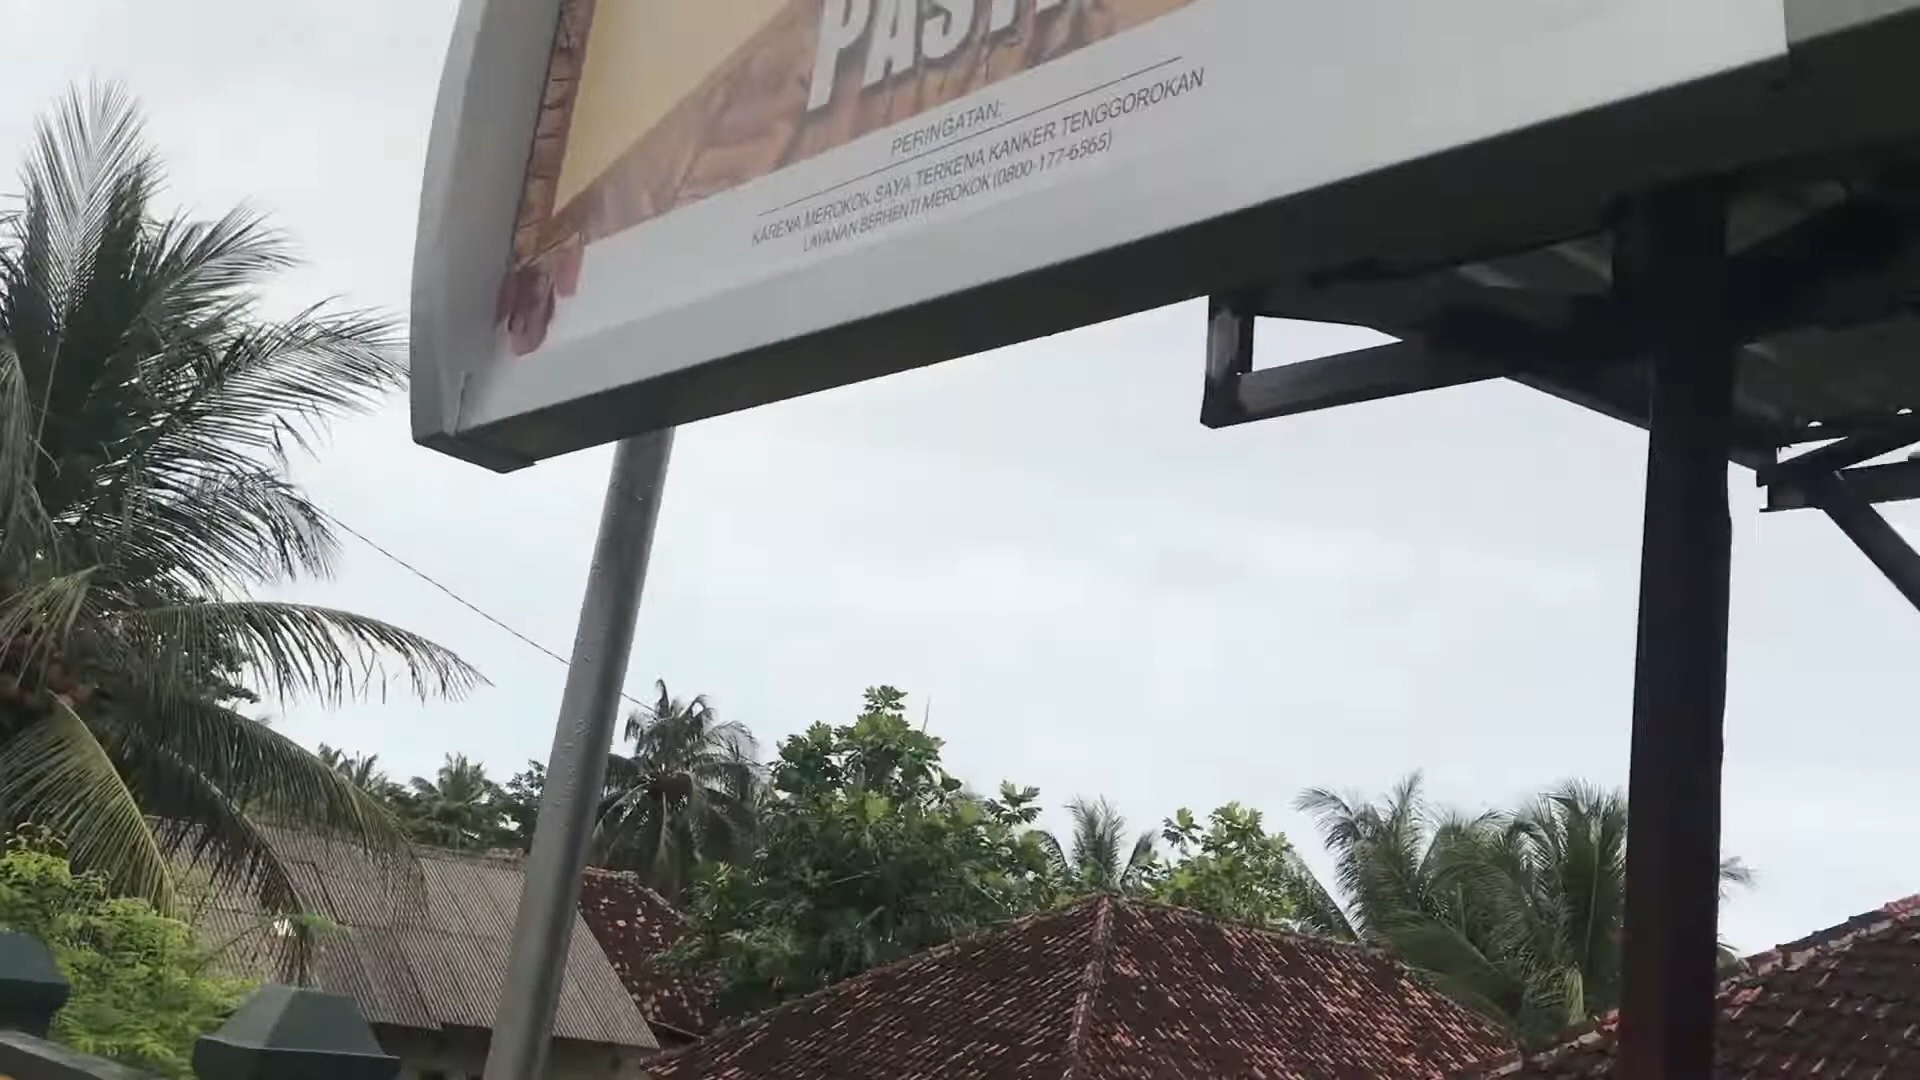 PERINGATAN:
KARENA MEROKOK SAYA TERKENA KANKER TENGGOROKAN
LAYANAN BERHENTI MEROKOK (0800-177-6565)